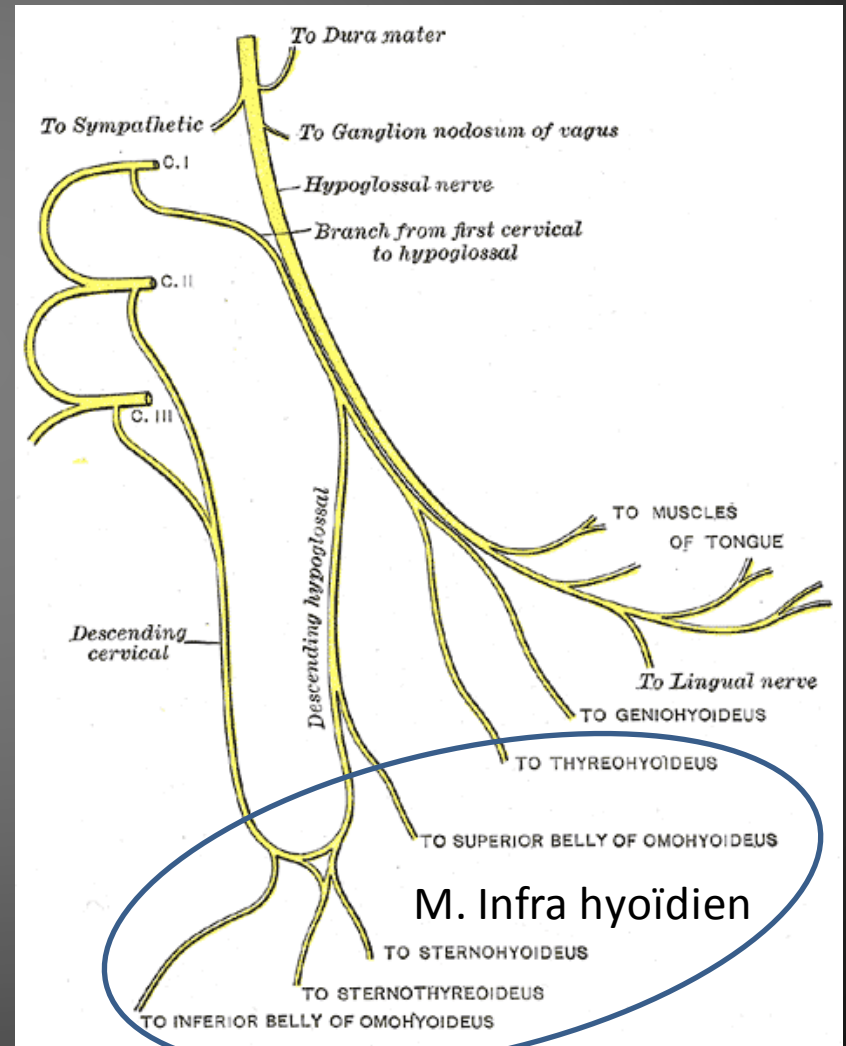 To Dura mater
To Sympathetic
To Ganglion nodosum of vagus
C. I
Hypoglossal nerve
Branch from first cervical
to hypoglossal
C. II
C. III
Descending hypoglossal
TO MUSCLES
OF TONGUE
Descending
cervical
To Lingual nerve
TO GENIOHYOIDEUS
TO THYREOHYOIDEUS
TO SUPERIOR BELLY OF OMOHYOIDEUS
M. Infra hyoïdien
TO STERNOHYOIDEUS
TO STERNOTHYREOIDEUS
TO INFERIOR BELLY OF OMOHYOIDEUS